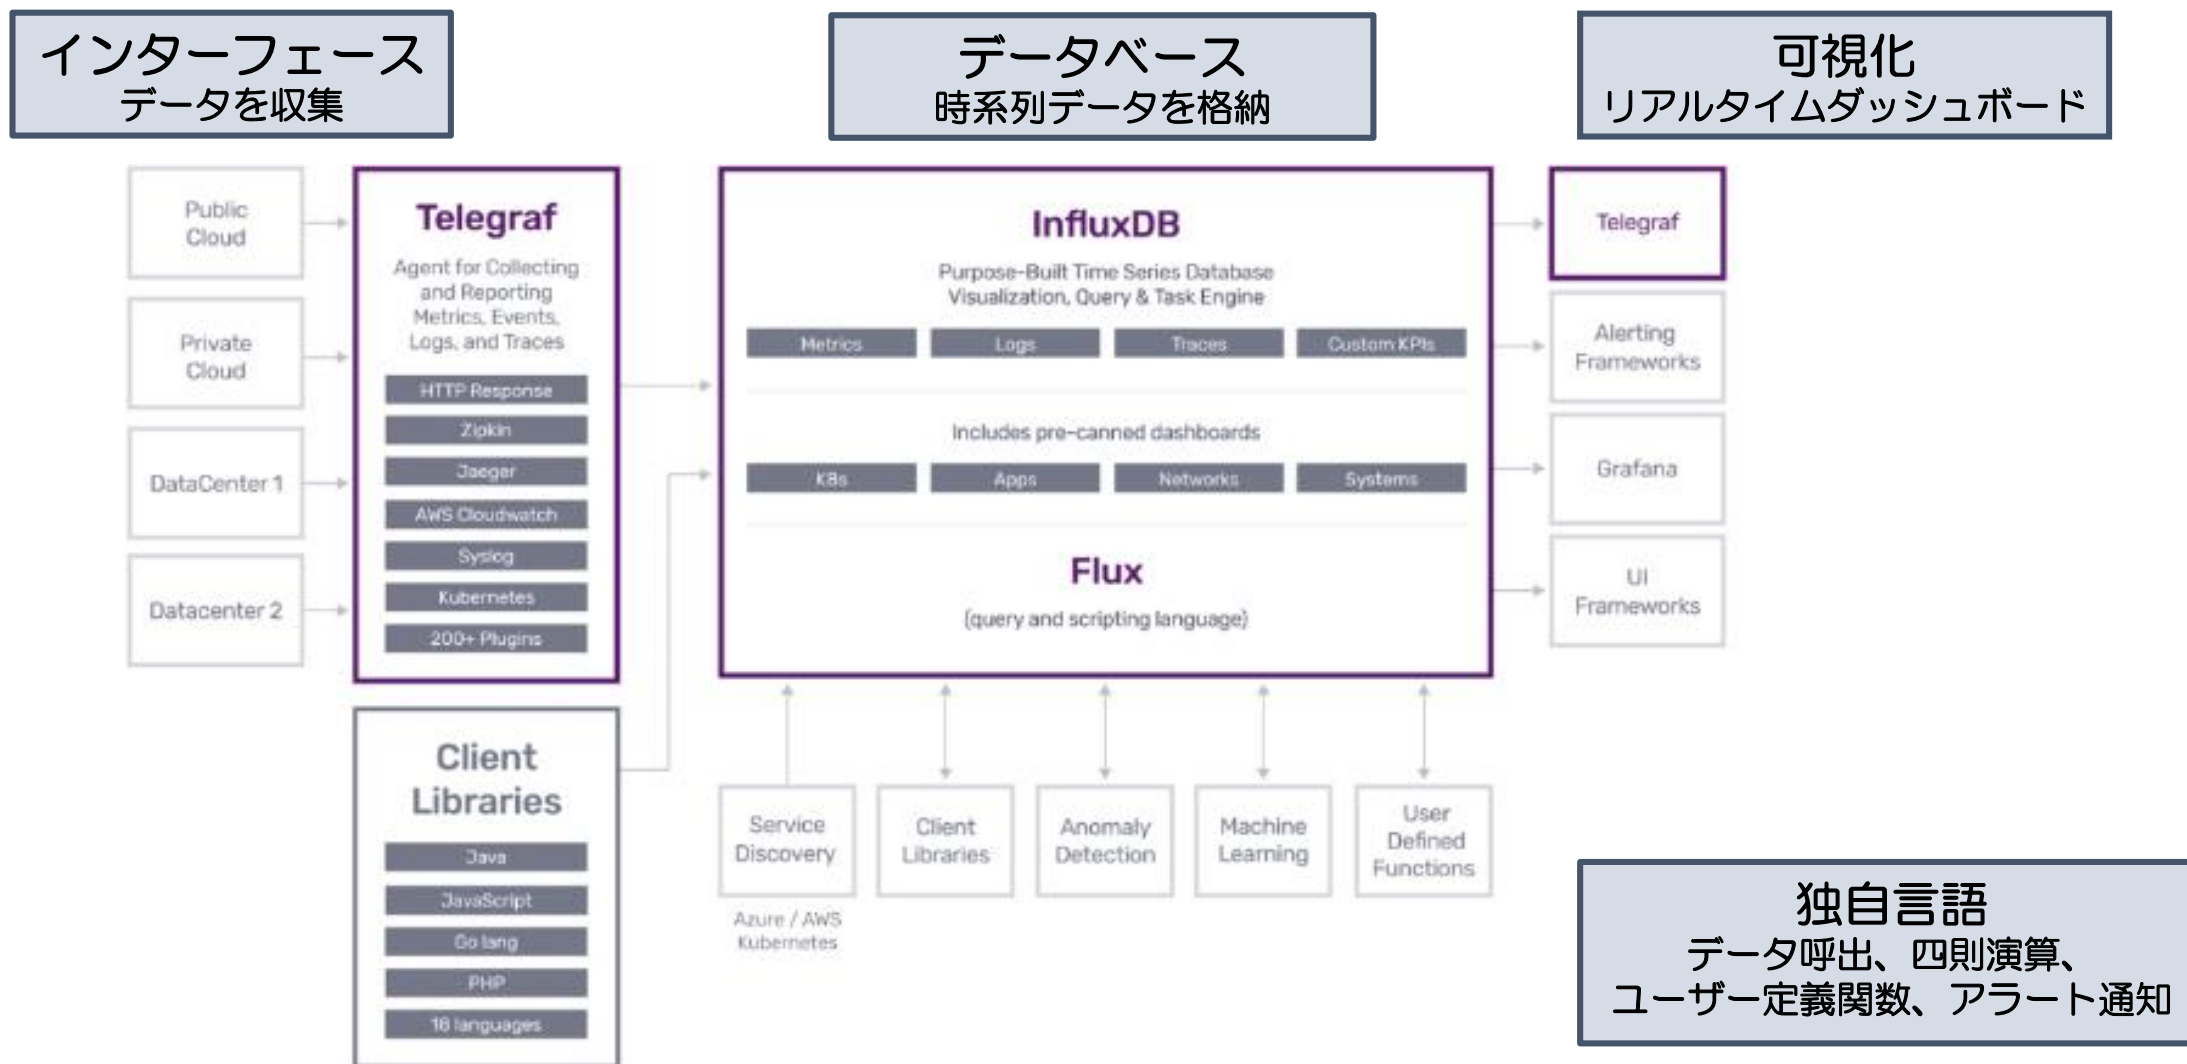 インターフェース
データを収集
データベース
時系列データを格納
可視化
リアルタイムダッシュボード
Public
Cloud
Private
Cloud
DataCenter 1
Datacenter 2
Telegraf
Agent for Collecting
and Reporting
Metrics, Events,
Logs, and Traces
HTTP Response
Zipkin
Jaeger
AWS Cloudwatch
Syslog
Kubernetes
200+ Plugins
Client
Libraries
Java
JavaScript
Go lang
PHP
16 languages
InfluxDB
Purpose-Built Time Series Database
Visualization, Query & Task Engine
Metrics
Logs
Traces
Custom KPIs
Includes pre-canned dashboards
K8s
Apps
Networks
Systems
Flux
(query and scripting language)
Service
Discovery
Azure / AWS
Kubernetes
Client
Libraries
Anomaly
Detection
Machine
Learning
User
Defined
Functions
Telegraf
Alerting
Frameworks
Grafana
UI
Frameworks
独自言語
データ呼出、四則演算、
ユーザー定義関数、アラート通知